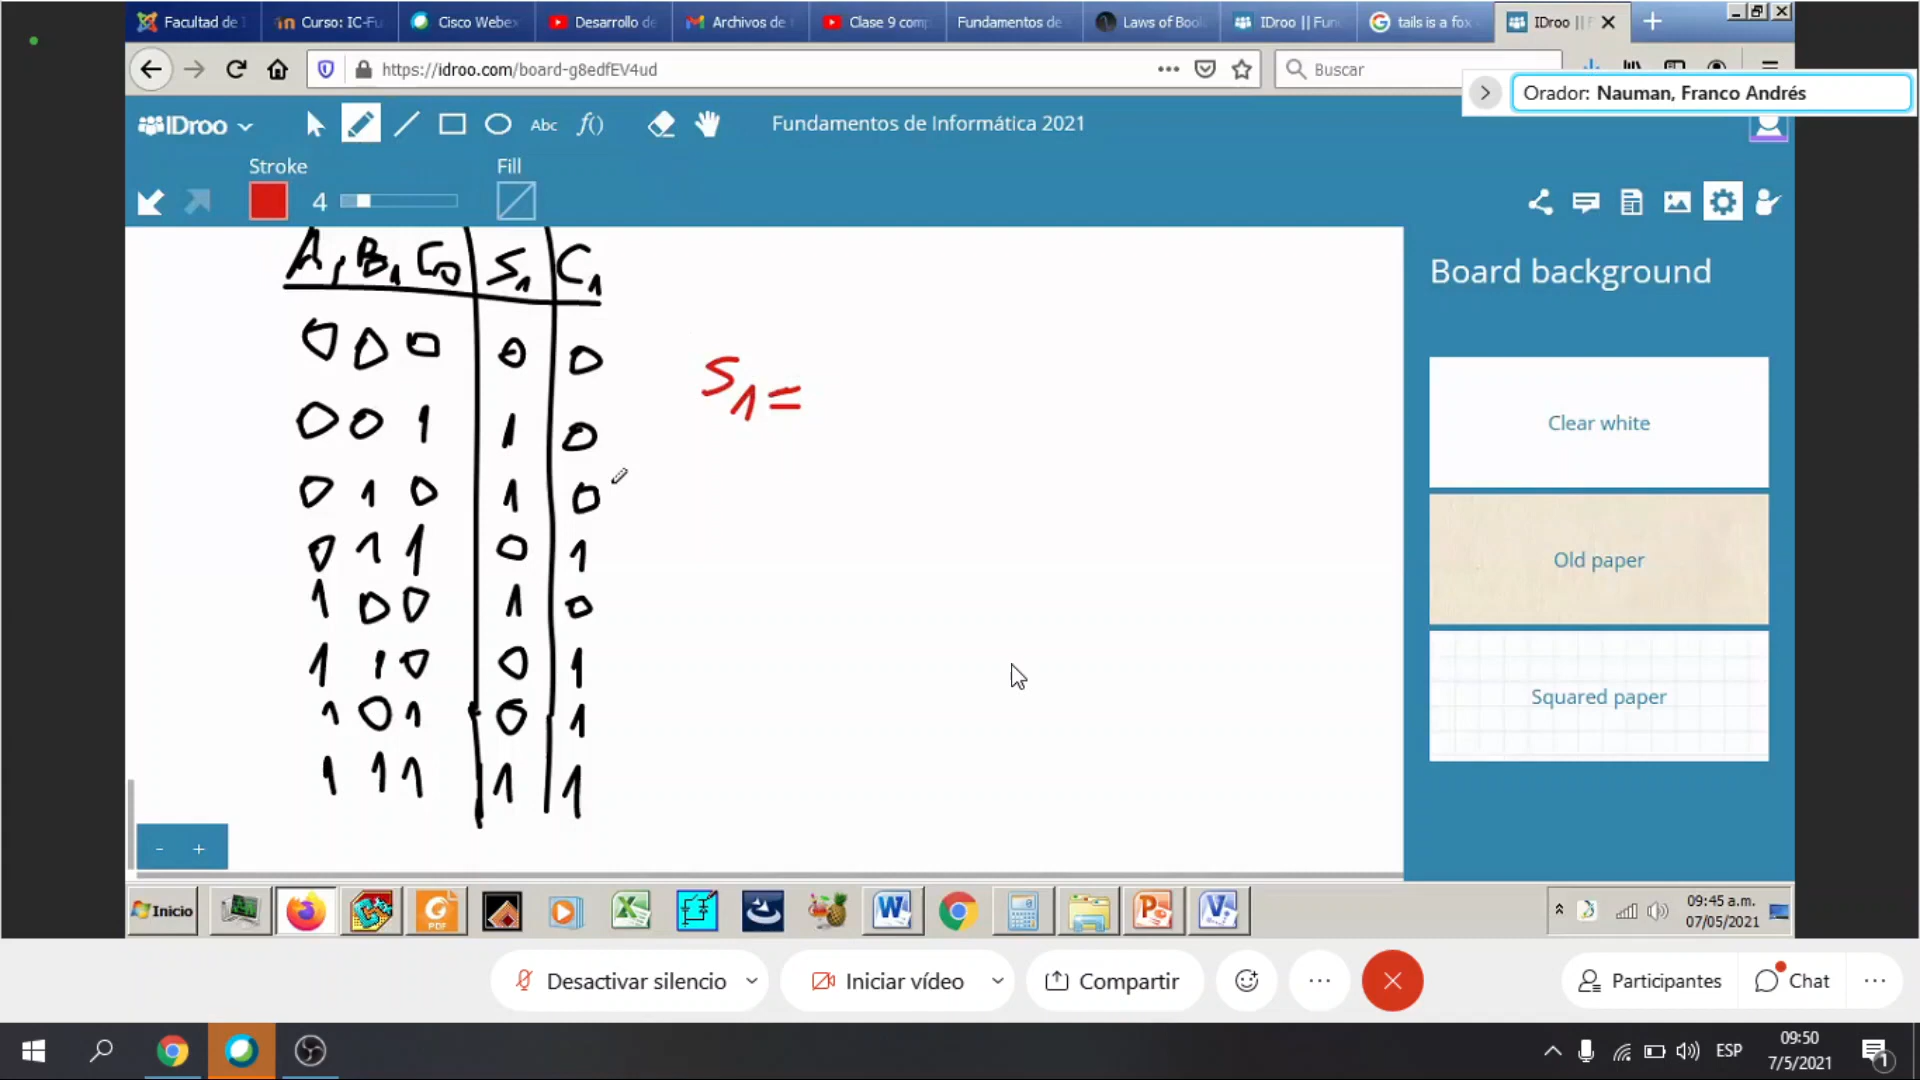 Facultad de I
Curso: IC-Fu
Cisco Webex
Desarrollo de
Archivos de
Clase 9 comp
Fundamentos de
Laws of Bool
IDroo || Fun
tails is a fox
IDroo || F
https://idroo.com/board-g8edfEV4ud
Buscar
Orador: Nauman, Franco Andrés
IDroo
Abc
f()
Fundamentos de Informática 2021
Stroke
Fill
4
A1 B1 C0 S1 C1
0 0 0 0 0
0 0 1 1 0
0 1 0 1 0
0 1 1 0 1
1 0 0 1 0
1 1 0 0 1
1 0 1 0 1
1 1 1 1 1
S1=
Board background
Clear white
Old paper
Squared paper
- +
Inicio
PDF
09:45 a.m.
07/05/2021
Desactivar silencio
Iniciar vídeo
Compartir
Participantes
Chat
ESP
09:50
7/5/2021
1